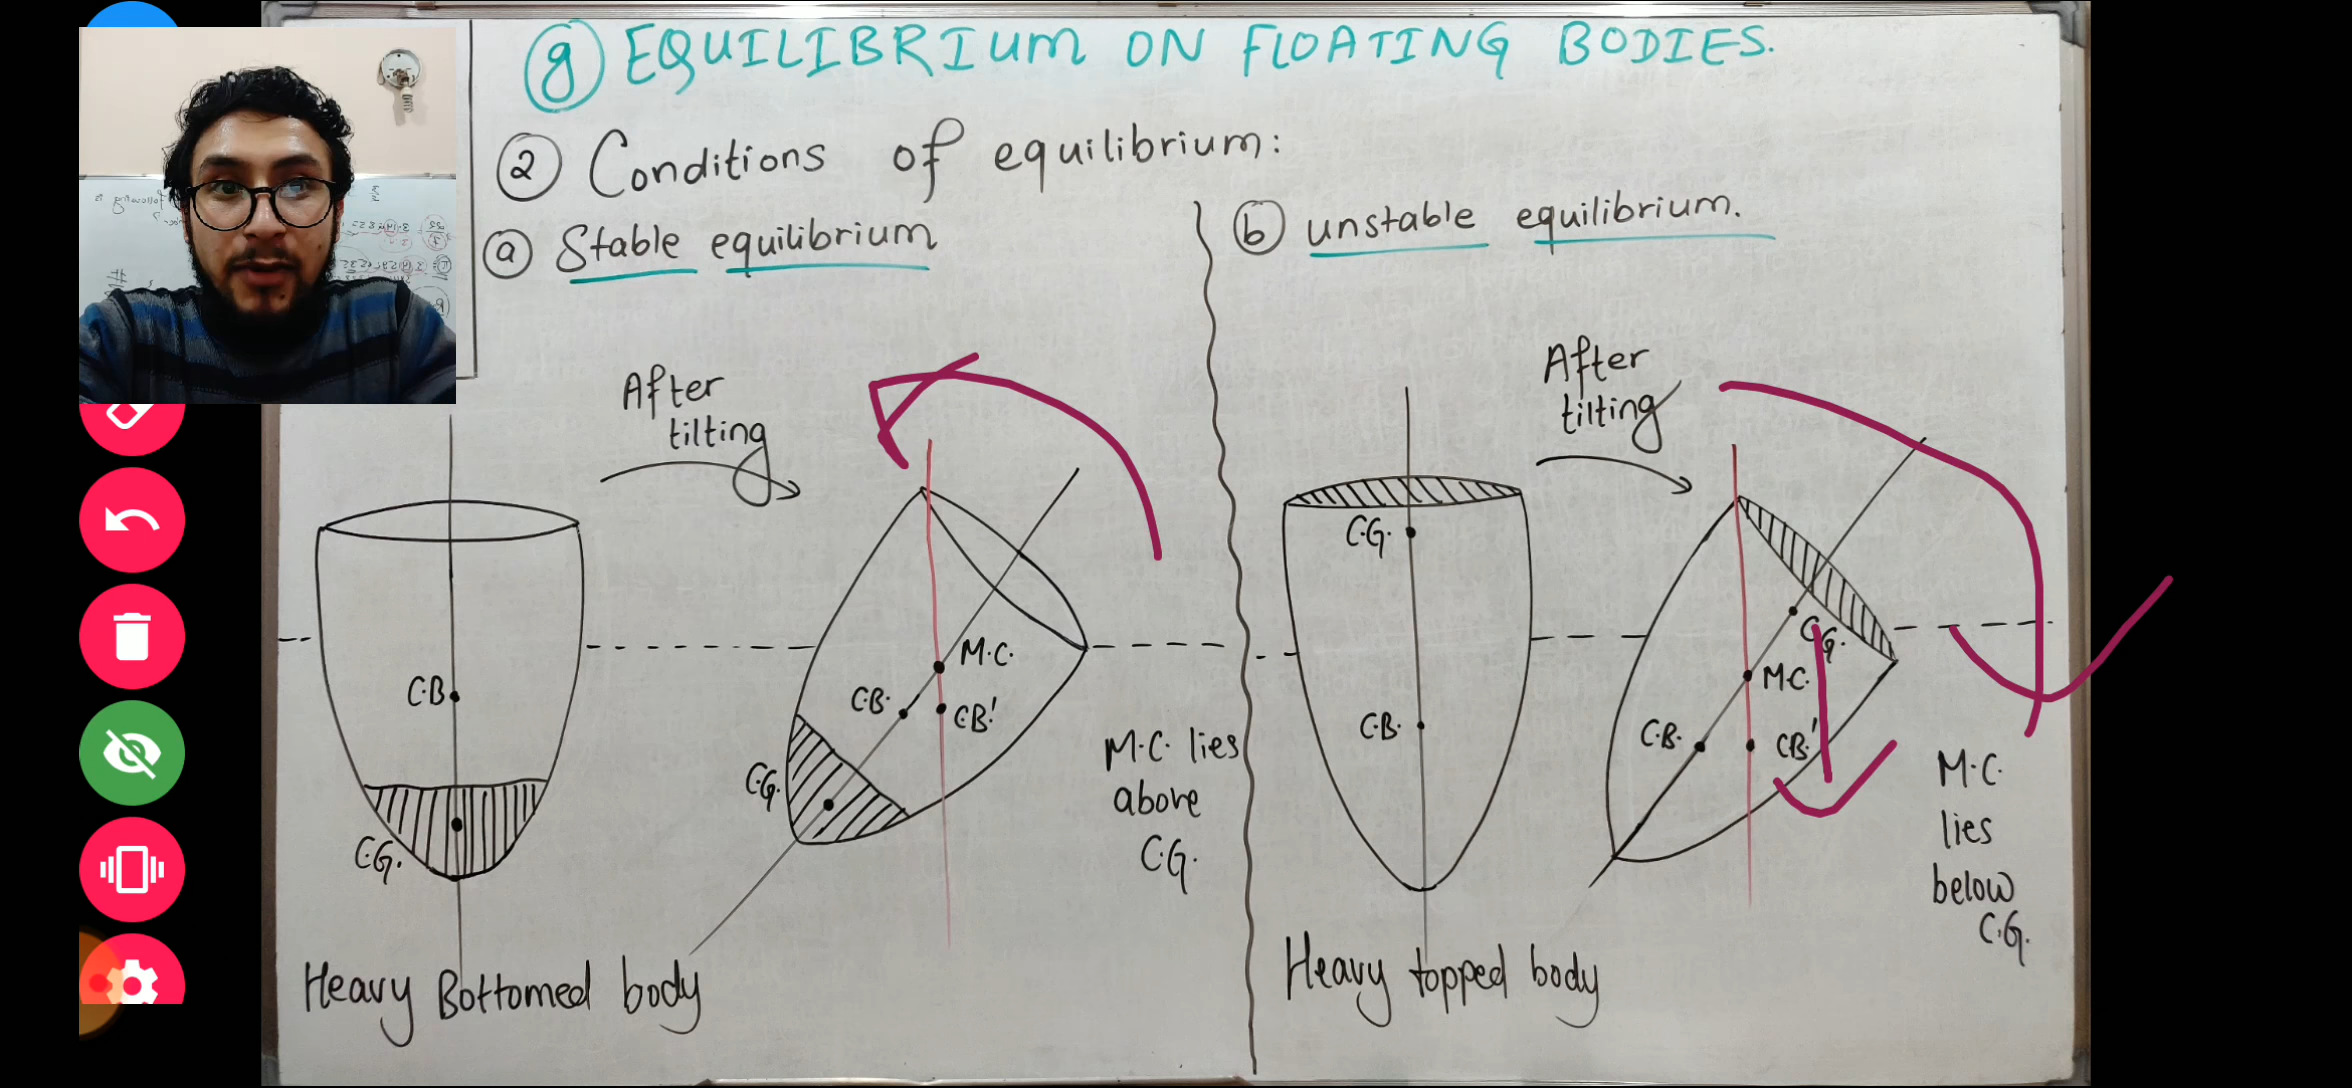 g EQUILIBRIUM ON FLOATING BODIES.
2 Conditions of equilibrium:
a Stable equilibrium
b unstable equilibrium.
After
tilting
C.B
C.G.
M.C.
C.B.
C.B!
C.G.
M.C. lies
above
C.G.
Heavy Bottomed body
After
tilting
C.G.
C.B.
C.G.
M.C.
C.B.
C.B.'
M.C.
lies
below
C.G.
Heavy topped body